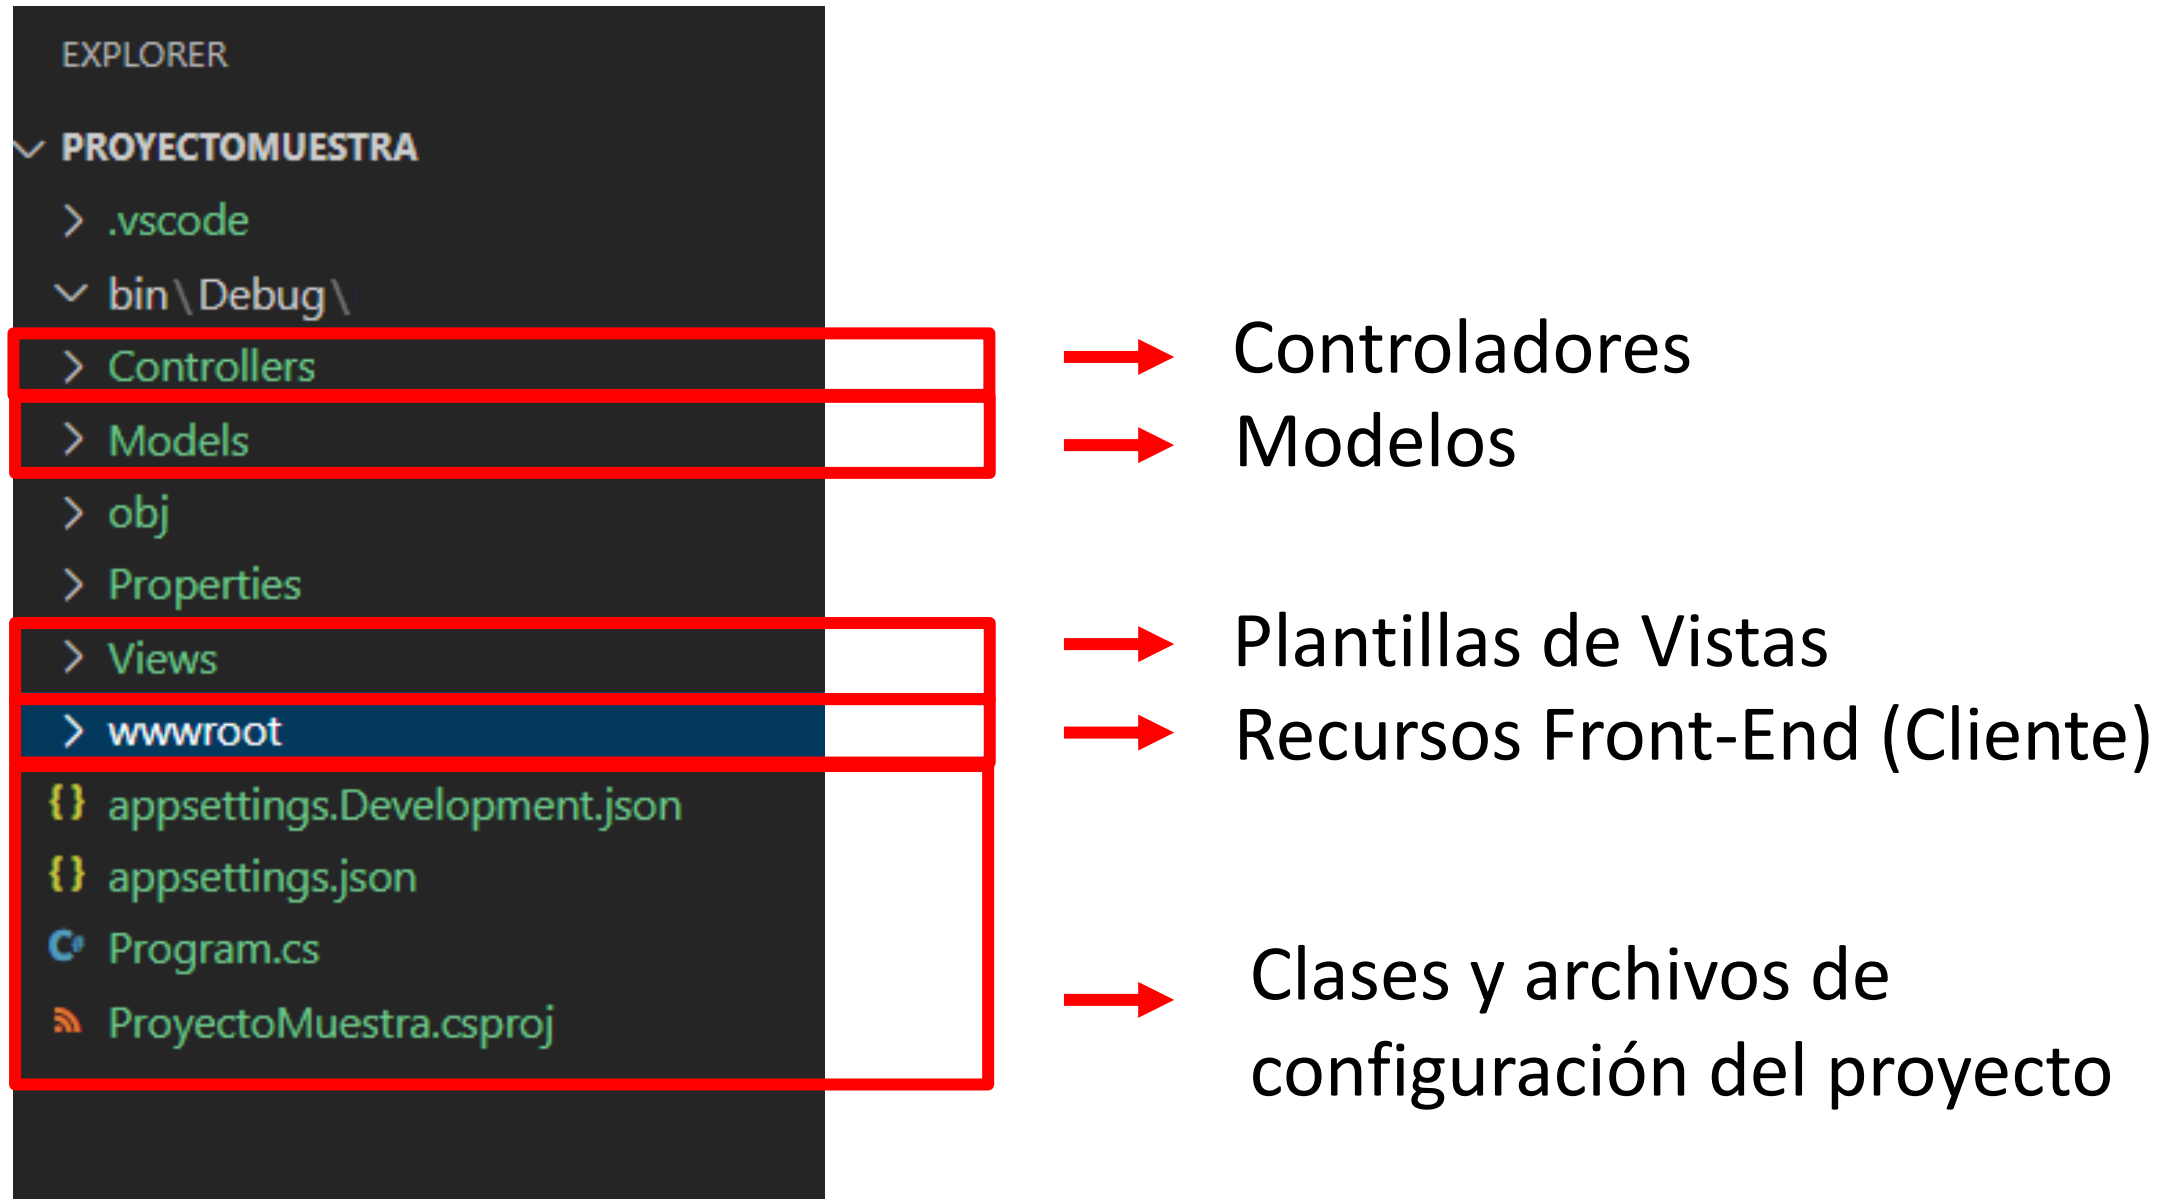 EXPLORER
PROYECTOMUESTRA
.vscode
bin\Debug\
Controllers
Models
obj
Properties
Views
wwwroot
{} appsettings.Development.json
{} appsettings.json
C# Program.cs
ProyectoMuestra.csproj
Controladores
Modelos
Plantillas de Vistas
Recursos Front-End (Cliente)
Clases y archivos de
configuración del proyecto